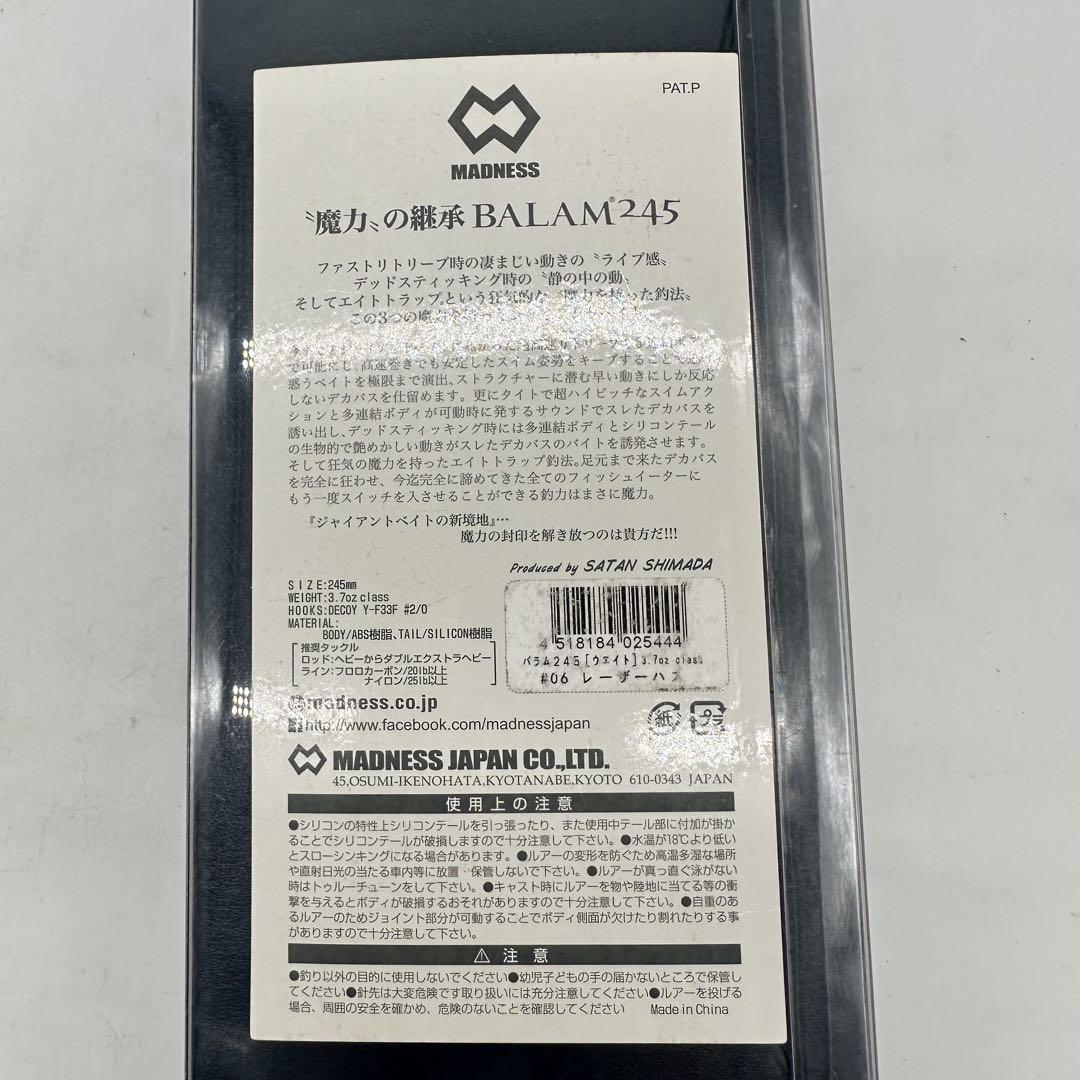 PAT.P
MADNESS
〝魔力〟の継承 BALAM®245
ファストリトリーブ時の凄まじい動きの〝ライブ感〟
デッドスティッキング時の〝静の中の動〟
そしてエイトトラップという狂気的な〝魔力を持った釣法〟
この3つの魔力を
で可能にし、高速巻きでも安定したスイム姿勢をキープすることで
惑うベイトを極限まで演出、ストラクチャーに潜む早い動きにしか反応
しないデカバスを仕留めます。更にタイトで超ハイピッチなスイムアク
ションと多連結ボディが可動時に発するサウンドでスレたデカバスを
誘い出し、デッドスティッキング時には多連結ボディとシリコンテール
の生物的で艶めかしい動きがスレたデカバスのバイトを誘発させます。
そして狂気の魔力を持ったエイトトラップ釣法。足元まで来たデカバス
を完全に狂わせ、今迄完全に諦めてきた全てのフィッシュイーターに
もう一度スイッチを入させることができる釣力はまさに魔力。
『ジャイアントベイトの新境地』…
魔力の封印を解き放つのは貴方だ!!!
Produced by SATAN SHIMADA
SIZE:245mm
WEIGHT:3.7oz class
HOOKS:DECOY Y-F33F #2/0
MATERIAL:
BODY/ABS樹脂、TAIL/SILICON樹脂
推奨タックル
ロッド:ヘビーからダブルエクストラヘビー
ライン:フロロカーボン/20lb以上
ナイロン/25lb以上
4 518184 025444
バラム245[ウエイト]3.7oz class
#06 レーザーハス
madness.co.jp
http://www.facebook.com/madnessjapan
紙 プラ
MADNESS JAPAN CO.,LTD.
45,OSUMI-IKENOHATA,KYOTANABE,KYOTO 610-0343 JAPAN
使用上の注意
●シリコンの特性上シリコンテールを引っ張ったり、また使用中テール部に付加が掛か
ることでシリコンテールが破損しますので十分注意して下さい。●水温が18℃より低い
とスローシンキングになる場合があります。●ルアーの変形を防ぐため高温多湿な場所
や直射日光の当たる車内等に放置・保管しないで下さい。●ルアーが真っ直ぐ泳がない
時はトゥルーチューンをして下さい。●キャスト時にルアーを物や陸地に当てる等の衝
撃を与えるとボディが破損するおそれがありますので十分注意して下さい。●自重のあ
るルアーのためジョイント部分が可動することでボディ側面が欠けたり割れたりする事
がありますので十分注意して下さい。
⚠ 注意
●釣り以外の目的に使用しないでください●幼児子どもの手の届かないところで保管し
てください●針先は大変危険です取り扱いには充分注意してください●ルアーを投げる
場合、周囲の安全を確かめ、危険のないことを確認してください Made in China